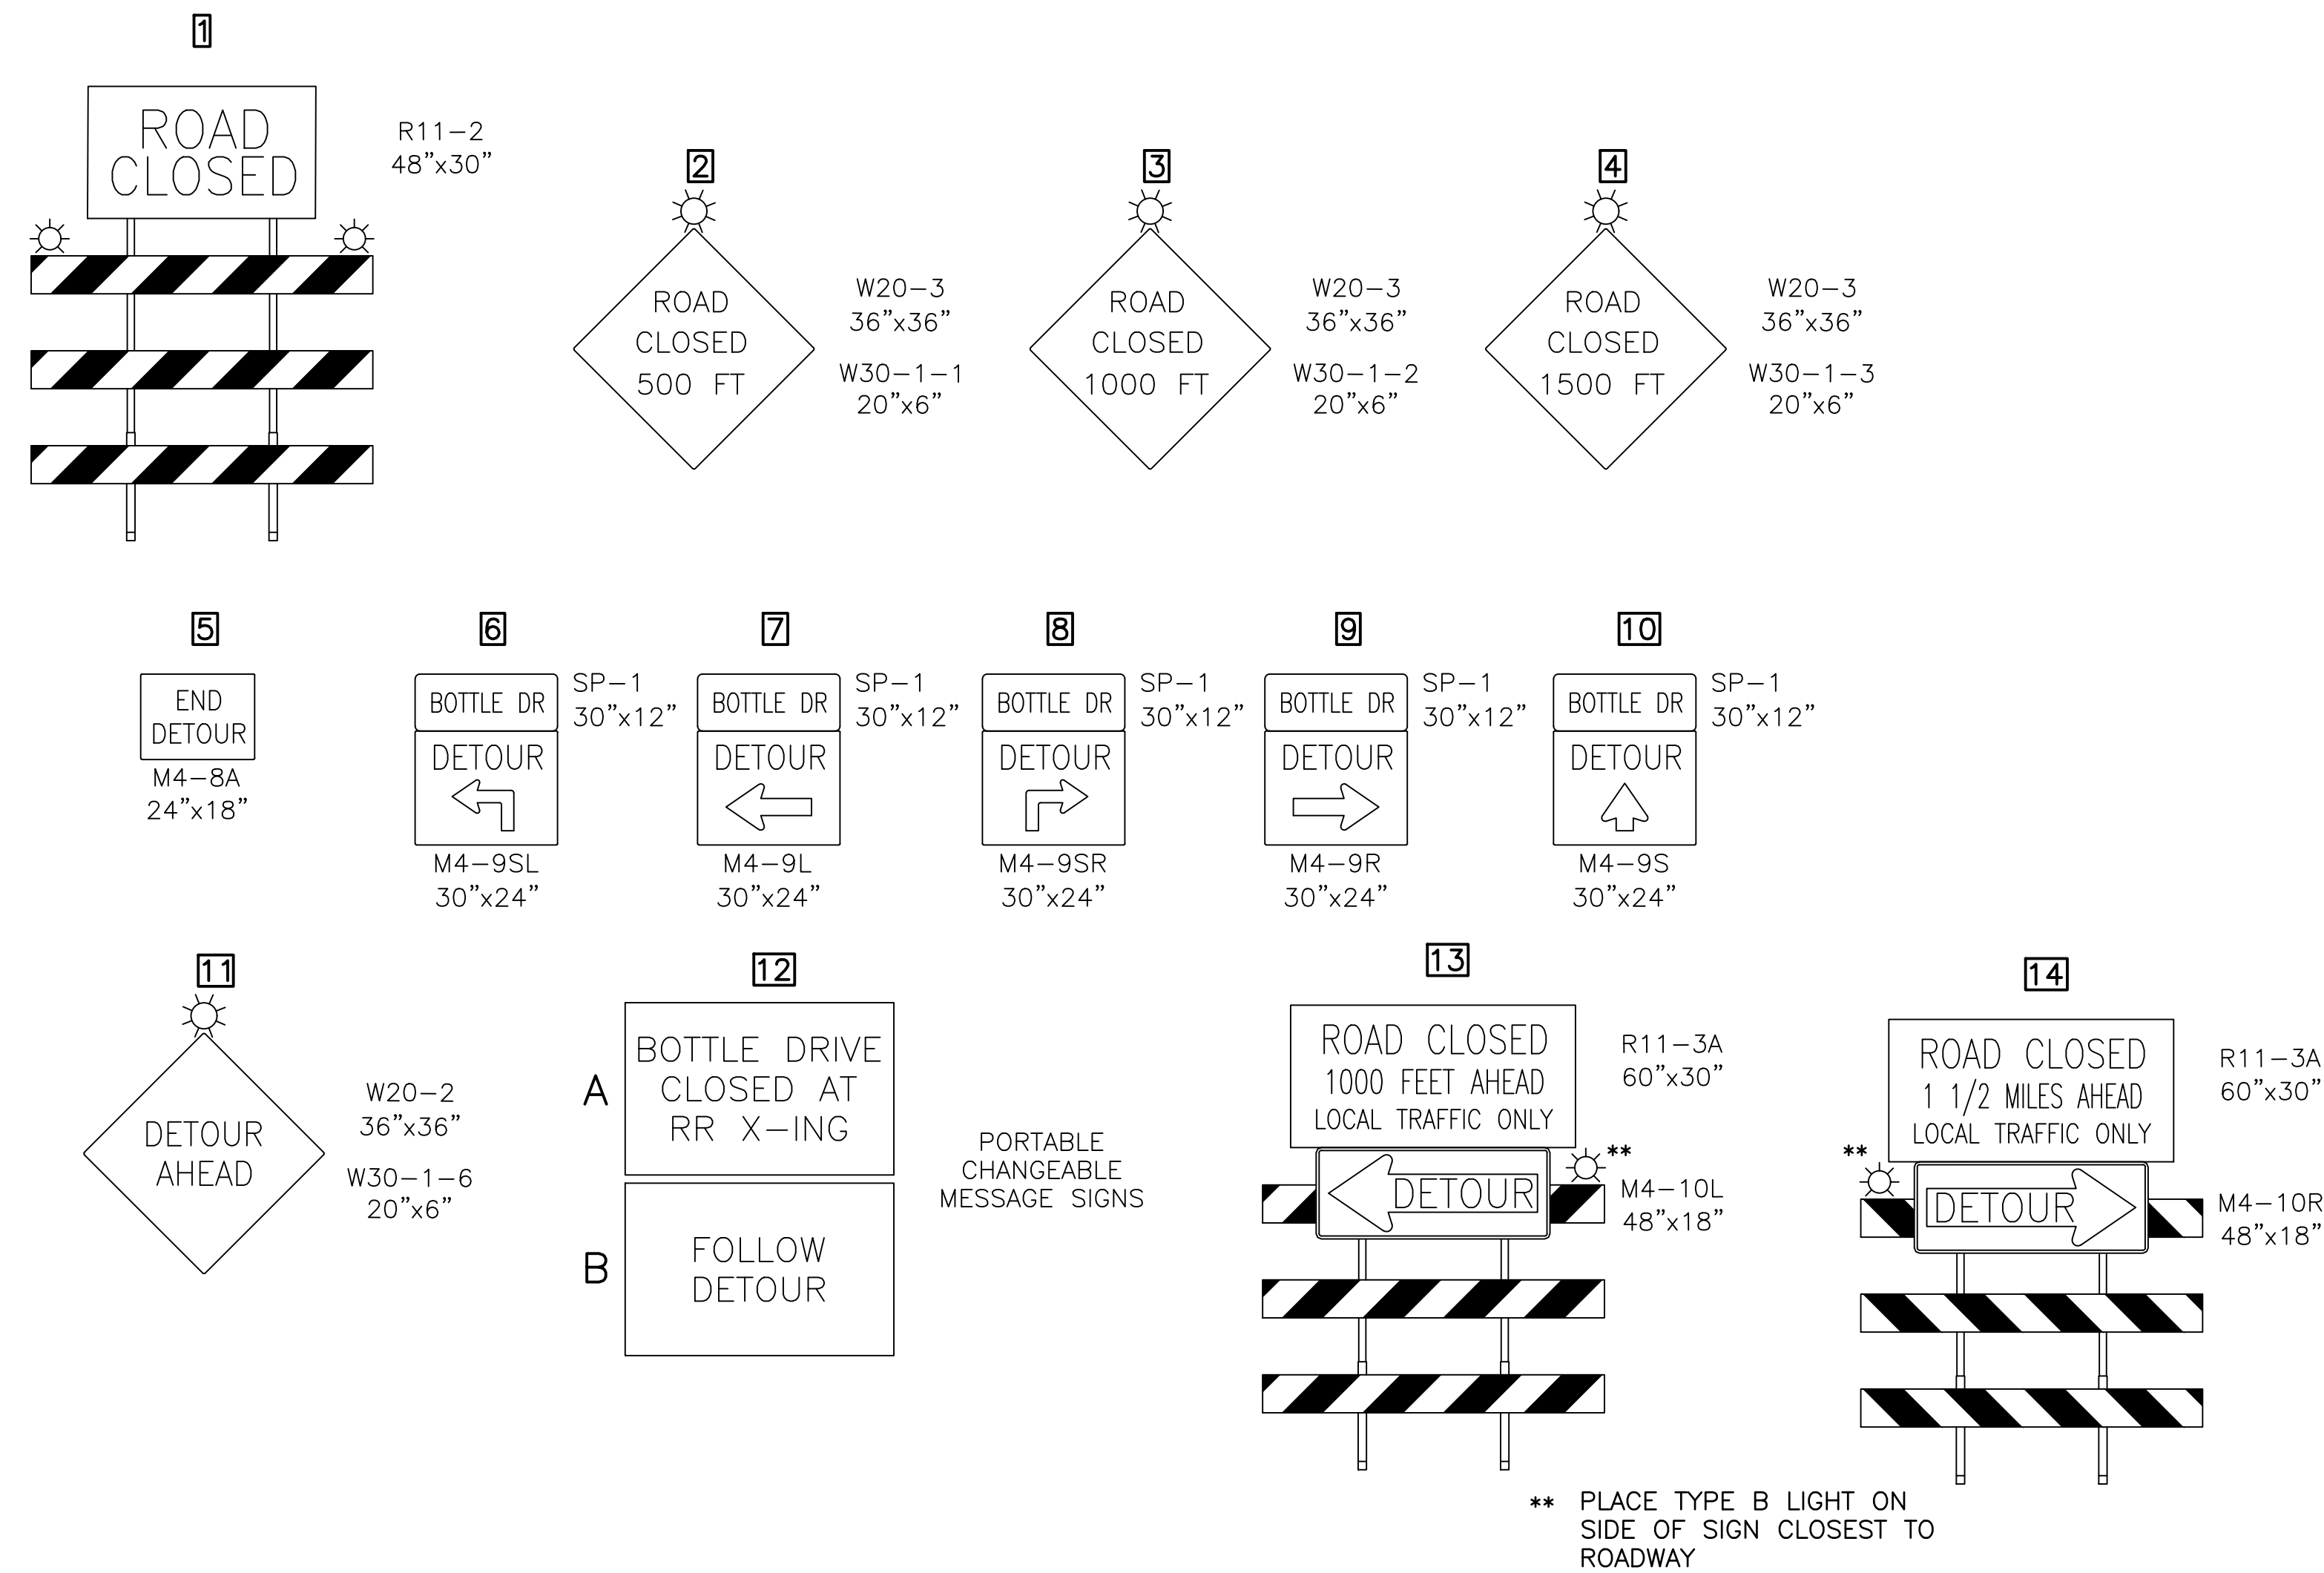 1
ROAD
CLOSED
R11-2
48"x30"
2
ROAD
CLOSED
500 FT
W20-3
36"x36"
W30-1-1
20"x6"
3
ROAD
CLOSED
1000 FT
W20-3
36"x36"
W30-1-2
20"x6"
4
ROAD
CLOSED
1500 FT
W20-3
36"x36"
W30-1-3
20"x6"
5
END
DETOUR
M4-8A
24"x18"
6
BOTTLE DR
DETOUR
SP-1
30"x12"
M4-9SL
30"x24"
7
BOTTLE DR
DETOUR
SP-1
30"x12"
M4-9L
30"x24"
8
BOTTLE DR
DETOUR
SP-1
30"x12"
M4-9SR
30"x24"
9
BOTTLE DR
DETOUR
SP-1
30"x12"
M4-9R
30"x24"
10
BOTTLE DR
DETOUR
SP-1
30"x12"
M4-9S
30"x24"
11
DETOUR
AHEAD
W20-2
36"x36"
W30-1-6
20"x6"
12
A
BOTTLE DRIVE
CLOSED AT
RR X-ING
B
FOLLOW
DETOUR
PORTABLE
CHANGEABLE
MESSAGE SIGNS
13
ROAD CLOSED
1000 FEET AHEAD
LOCAL TRAFFIC ONLY
DETOUR
R11-3A
60"x30"
**
M4-10L
48"x18"
14
ROAD CLOSED
1 1/2 MILES AHEAD
LOCAL TRAFFIC ONLY
**
DETOUR
R11-3A
60"x30"
M4-10R
48"x18"
** PLACE TYPE B LIGHT ON
SIDE OF SIGN CLOSEST TO
ROADWAY